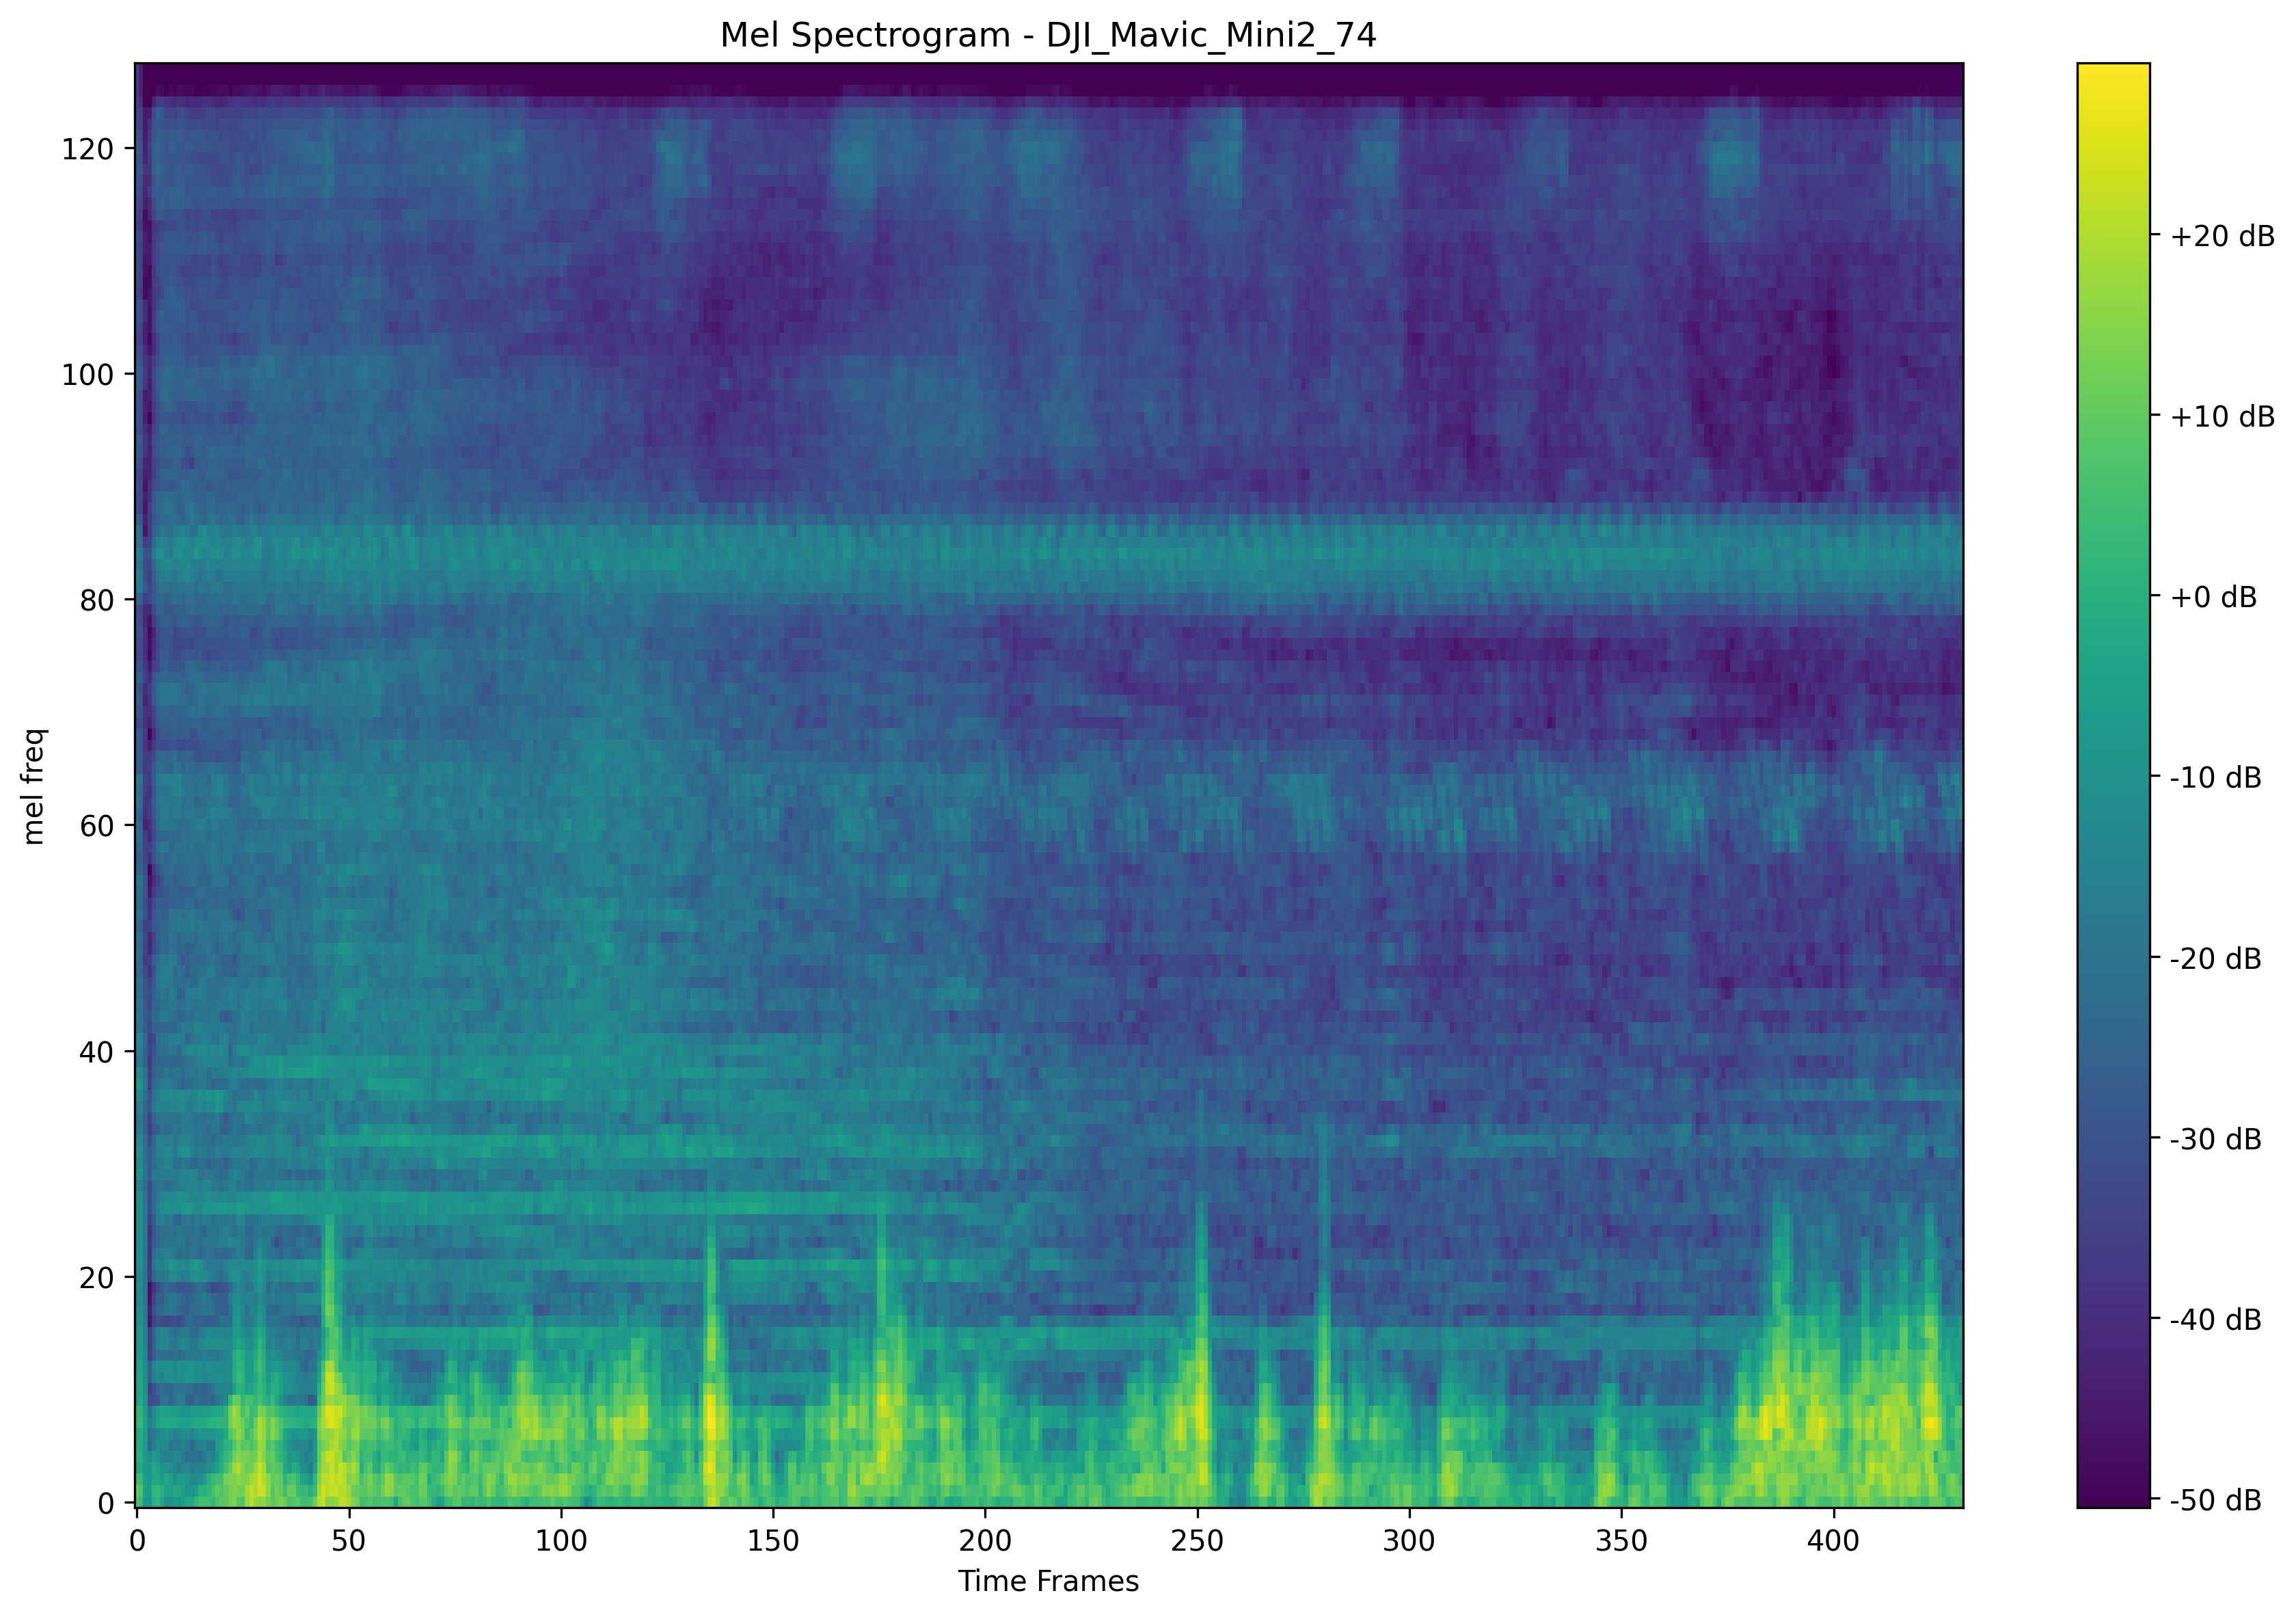 Mel Spectrogram - DJI_Mavic_Mini2_74
120
100
80
60
40
20
0
mel freq
0 50 100 150 200 250 300 350 400
Time Frames
+20 dB
+10 dB
+0 dB
-10 dB
-20 dB
-30 dB
-40 dB
-50 dB